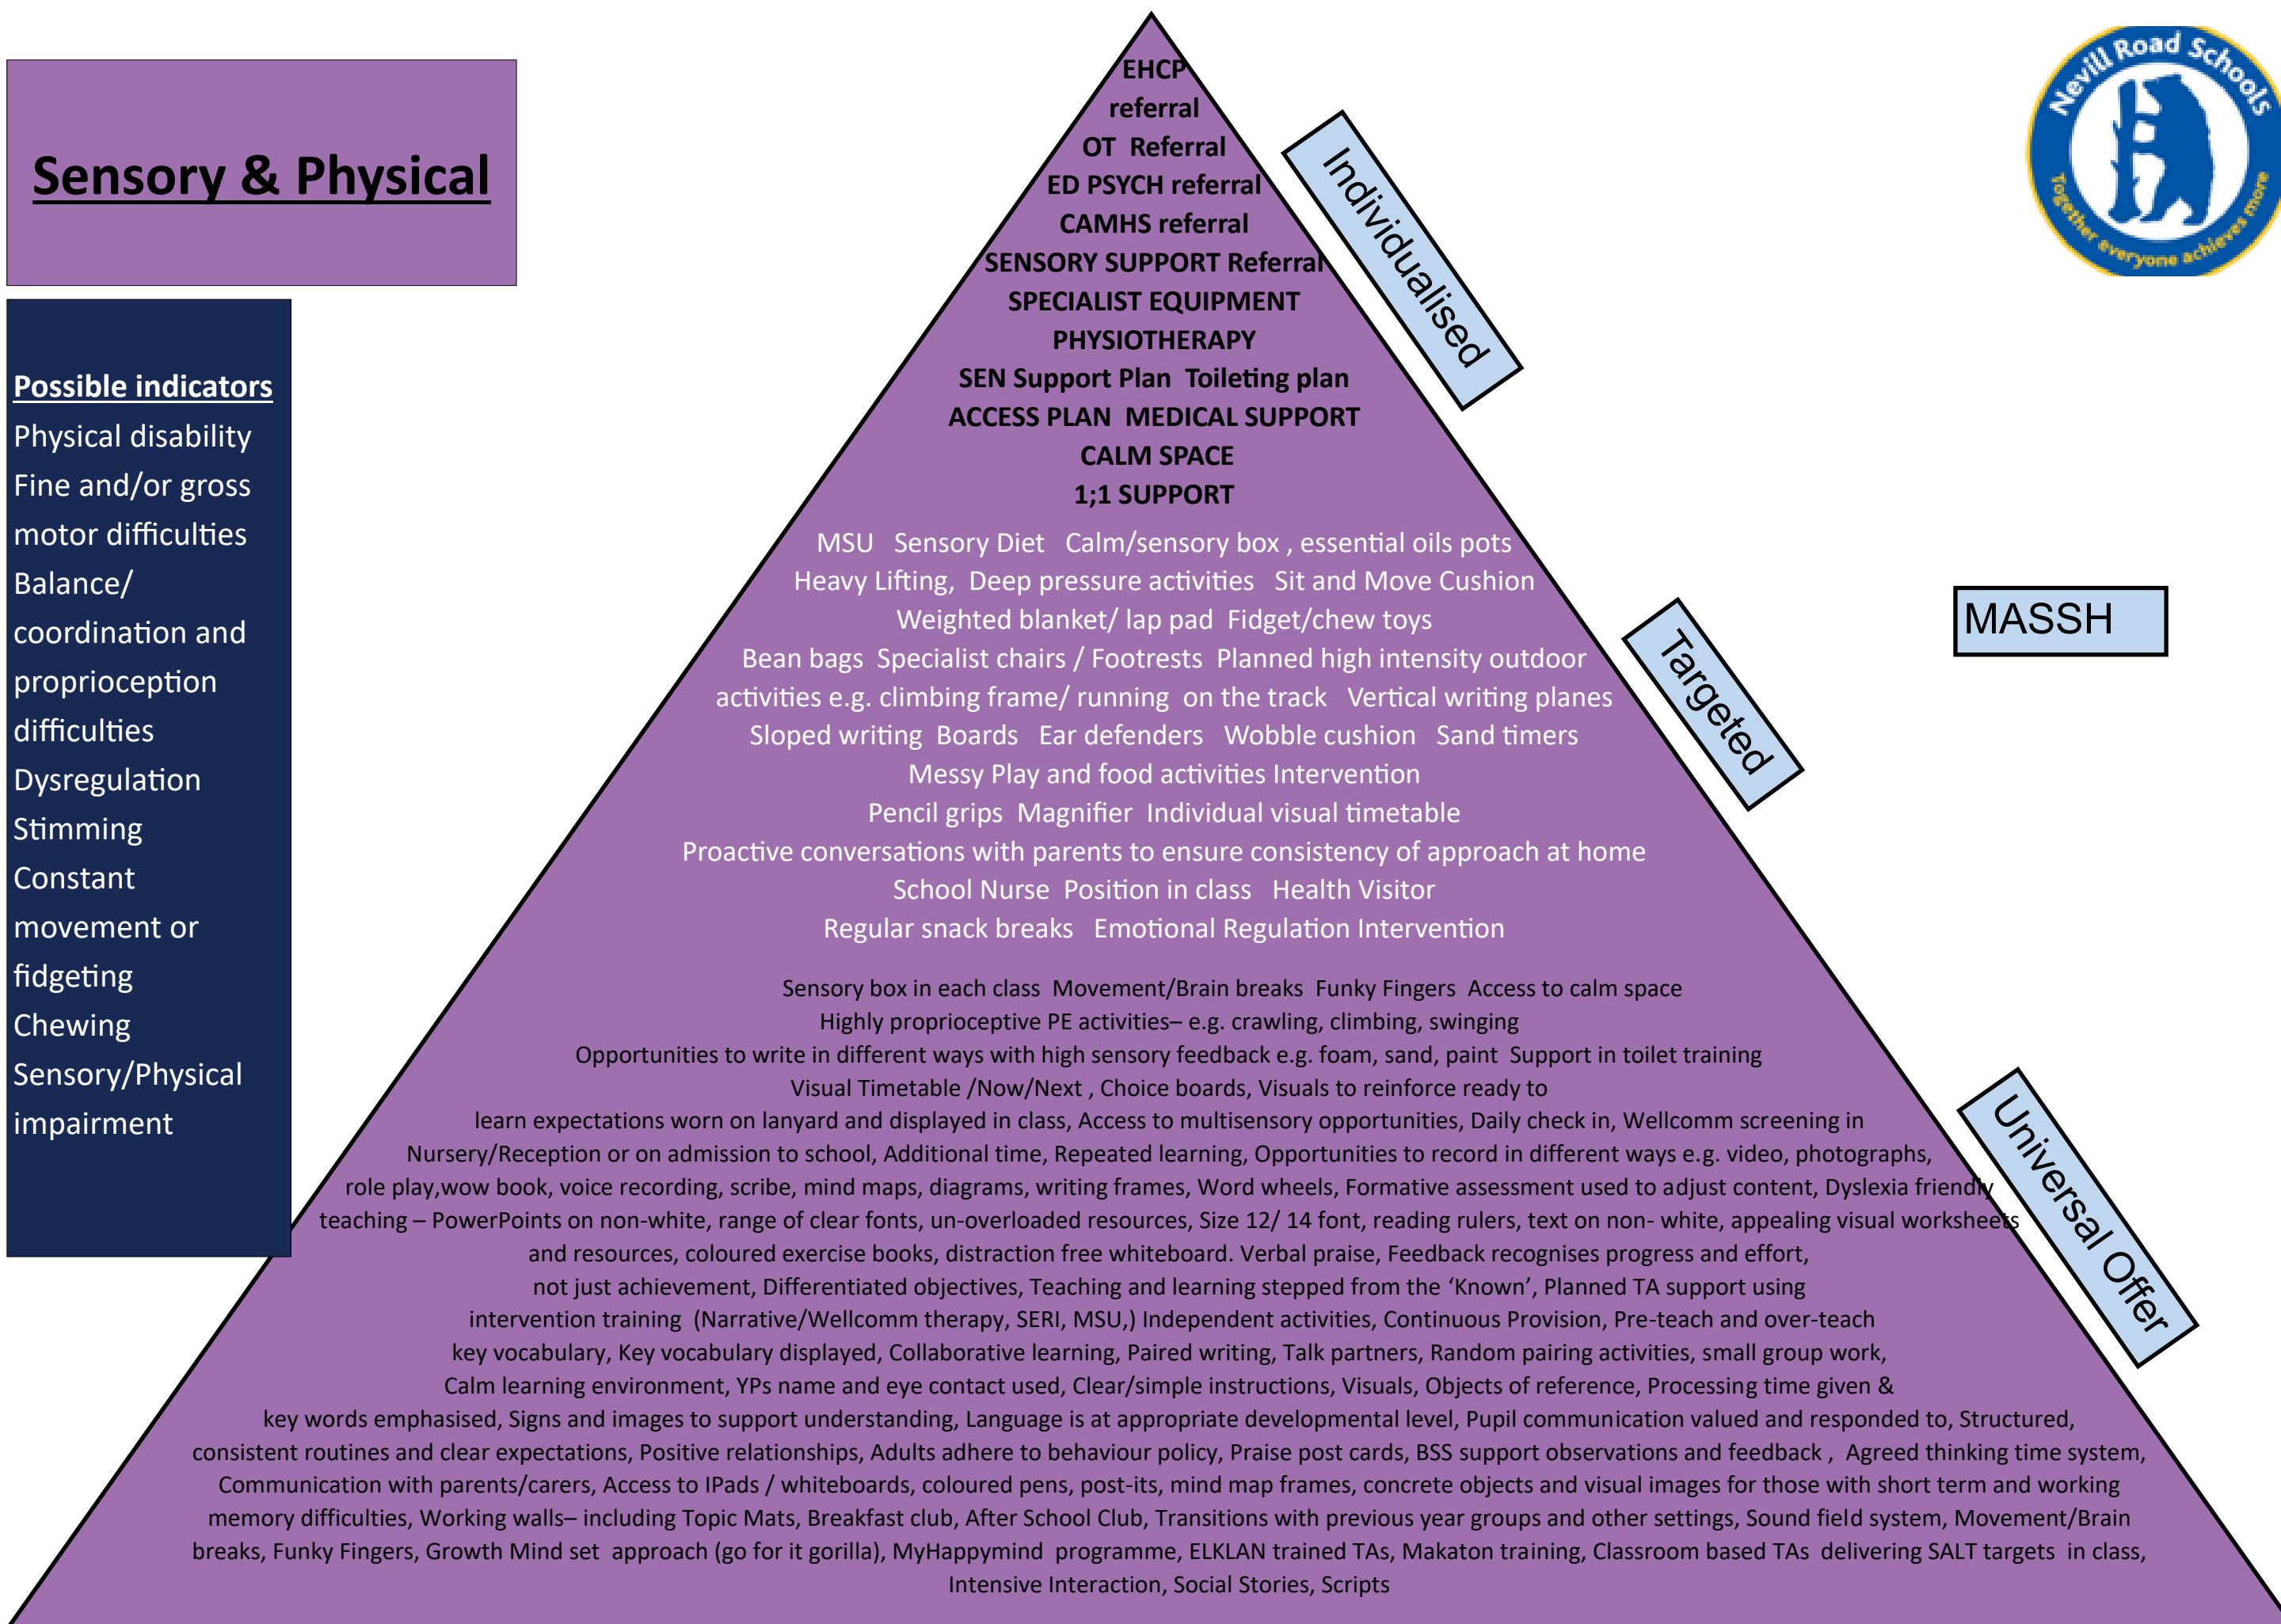 Sensory & Physical
Nevill Road Schools
Together everyone achieves more
Possible indicators
Physical disability
Fine and/or gross
motor difficulties
Balance/
coordination and
proprioception
difficulties
Dysregulation
Stimming
Constant
movement or
fidgeting
Chewing
Sensory/Physical
impairment
EHCP
referral
OT Referral
ED PSYCH referral
CAMHS referral
SENSORY SUPPORT Referral
SPECIALIST EQUIPMENT
PHYSIOTHERAPY
SEN Support Plan Toileting plan
ACCESS PLAN MEDICAL SUPPORT
CALM SPACE
1;1 SUPPORT
Individualised
MSU Sensory Diet Calm/sensory box , essential oils pots
Heavy Lifting, Deep pressure activities Sit and Move Cushion
Weighted blanket/ lap pad Fidget/chew toys
Bean bags Specialist chairs / Footrests Planned high intensity outdoor
activities e.g. climbing frame/ running on the track Vertical writing planes
Sloped writing Boards Ear defenders Wobble cushion Sand timers
Messy Play and food activities Intervention
Pencil grips Magnifier Individual visual timetable
Proactive conversations with parents to ensure consistency of approach at home
School Nurse Position in class Health Visitor
Regular snack breaks Emotional Regulation Intervention
Targeted
MASSH
Sensory box in each class Movement/Brain breaks Funky Fingers Access to calm space
Highly proprioceptive PE activities– e.g. crawling, climbing, swinging
Opportunities to write in different ways with high sensory feedback e.g. foam, sand, paint Support in toilet training
Visual Timetable /Now/Next , Choice boards, Visuals to reinforce ready to
learn expectations worn on lanyard and displayed in class, Access to multisensory opportunities, Daily check in, Wellcomm screening in
Nursery/Reception or on admission to school, Additional time, Repeated learning, Opportunities to record in different ways e.g. video, photographs,
role play,wow book, voice recording, scribe, mind maps, diagrams, writing frames, Word wheels, Formative assessment used to adjust content, Dyslexia friendly
teaching – PowerPoints on non-white, range of clear fonts, un-overloaded resources, Size 12/ 14 font, reading rulers, text on non- white, appealing visual worksheets
and resources, coloured exercise books, distraction free whiteboard. Verbal praise, Feedback recognises progress and effort,
not just achievement, Differentiated objectives, Teaching and learning stepped from the ‘Known’, Planned TA support using
intervention training (Narrative/Wellcomm therapy, SERI, MSU,) Independent activities, Continuous Provision, Pre-teach and over-teach
key vocabulary, Key vocabulary displayed, Collaborative learning, Paired writing, Talk partners, Random pairing activities, small group work,
Calm learning environment, YPs name and eye contact used, Clear/simple instructions, Visuals, Objects of reference, Processing time given &
key words emphasised, Signs and images to support understanding, Language is at appropriate developmental level, Pupil communication valued and responded to, Structured,
consistent routines and clear expectations, Positive relationships, Adults adhere to behaviour policy, Praise post cards, BSS support observations and feedback , Agreed thinking time system,
Communication with parents/carers, Access to IPads / whiteboards, coloured pens, post-its, mind map frames, concrete objects and visual images for those with short term and working
memory difficulties, Working walls– including Topic Mats, Breakfast club, After School Club, Transitions with previous year groups and other settings, Sound field system, Movement/Brain
breaks, Funky Fingers, Growth Mind set approach (go for it gorilla), MyHappymind programme, ELKLAN trained TAs, Makaton training, Classroom based TAs delivering SALT targets in class,
Intensive Interaction, Social Stories, Scripts
Universal Offer